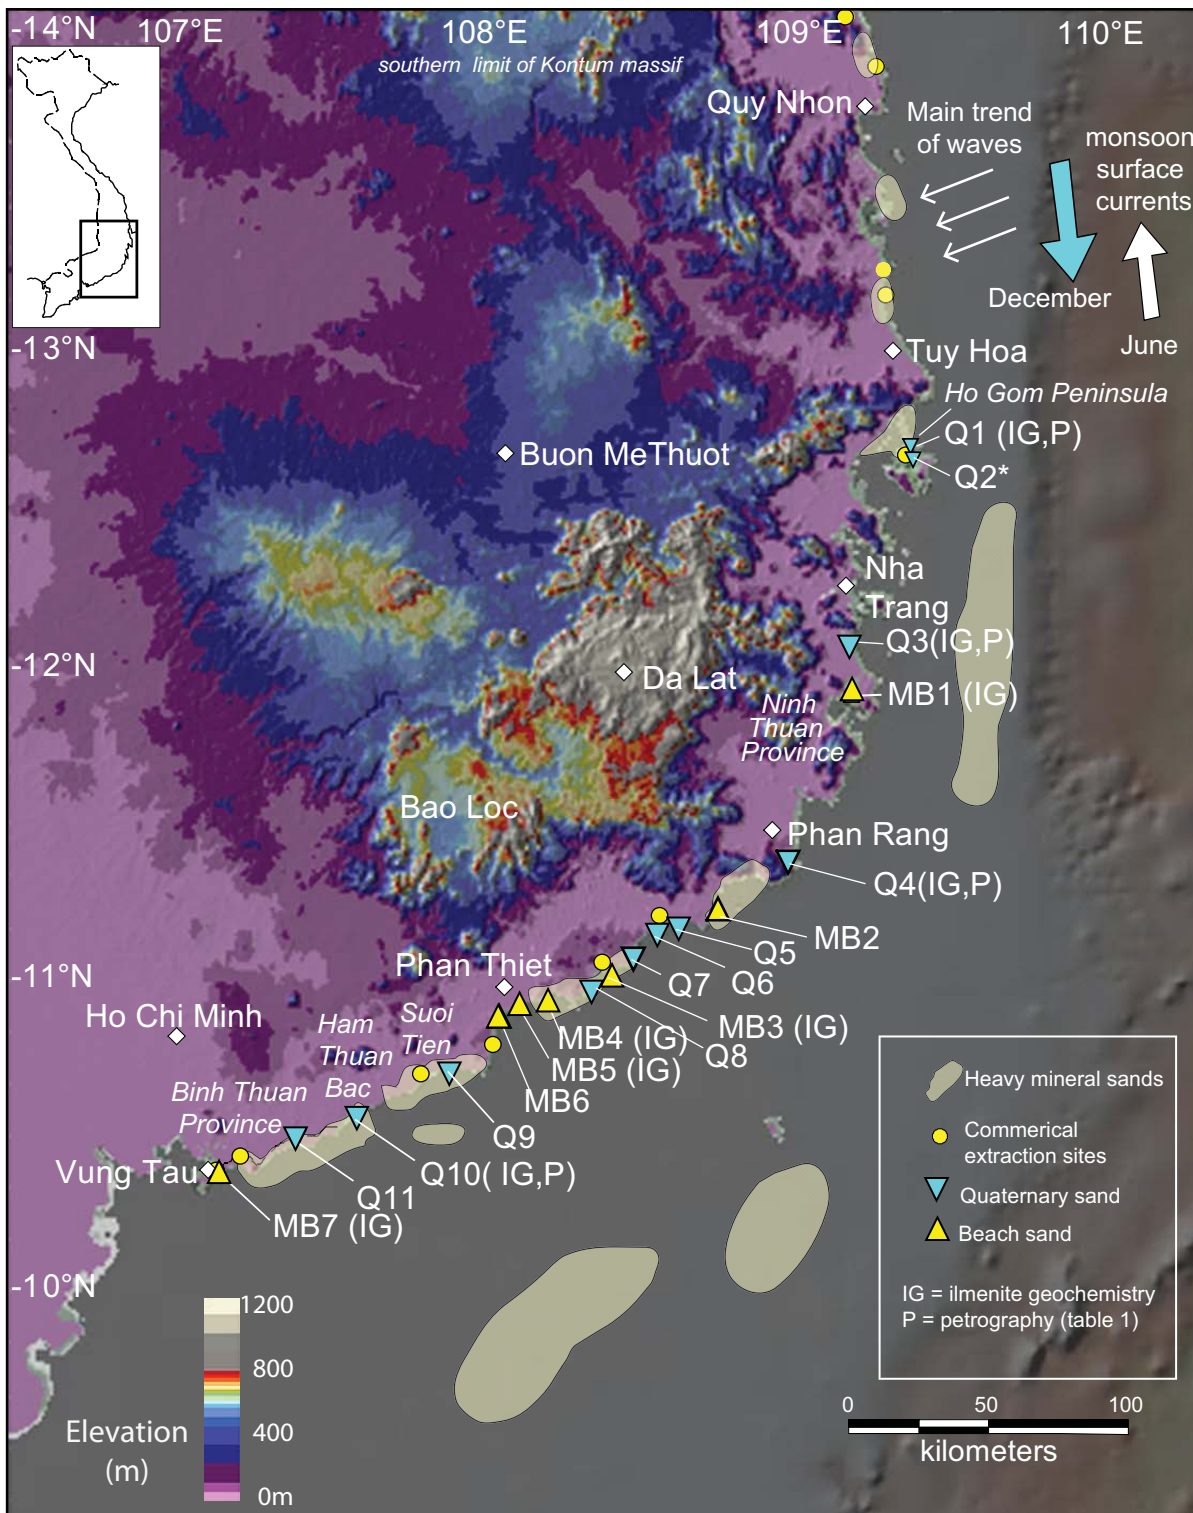 -14°N
107°E
108°E
109°E
110°E
southern limit of Kontum massif
Quy Nhon
Main trend
of waves
monsoon
surface
currents
December
June
-13°N
Tuy Hoa
Ho Gom Peninsula
Q1 (IG,P)
Q2*
Buon MeThuot
Nha
Trang
Q3(IG,P)
-12°N
Da Lat
MB1 (IG)
Ninh
Thuan
Province
Bao Loc
Phan Rang
Q4(IG,P)
MB2
Q5
Q6
Q7
-11°N
Phan Thiet
MB3 (IG)
Q8
MB4 (IG)
MB5 (IG)
MB6
Ho Chi Minh
Suoi
Tien
Ham
Thuan
Bac
Q9
Binh Thuan
Province
Q10( IG,P)
Vung Tau
Q11
MB7 (IG)
-10°N
Heavy mineral sands
Commerical
extraction sites
Quaternary sand
Beach sand
IG = ilmenite geochemistry
P = petrography (table 1)
1200
800
400
0m
Elevation
(m)
0
50
100
kilometers